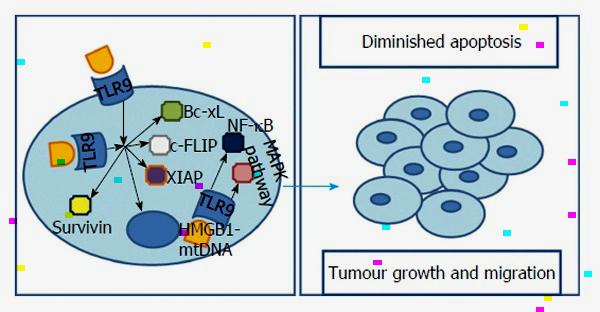 Diminished apoptosis
TLR9
Bc-xL
NF-κB
TLR9
c-FLIP
MAPK
pathway
XIAP
TLR9
Survivin
HMGB1-
mtDNA
Tumour growth and migration